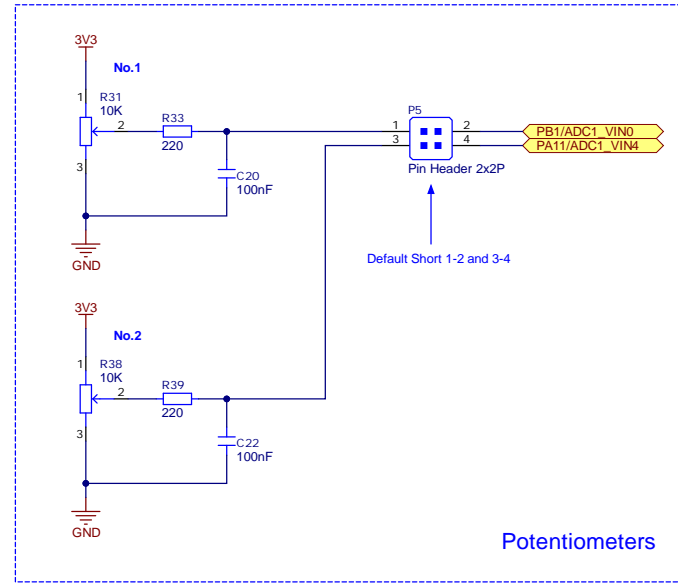 3V3
No.1
1
R31
10K
2
3
R33
220
C20
100nF
GND
P5
1
2
3
4
Pin Header 2x2P
PB1/ADC1_VIN0
PA11/ADC1_VIN4
Default Short 1-2 and 3-4
3V3
No.2
1
R38
10K
2
3
R39
220
C22
100nF
GND
Potentiometers